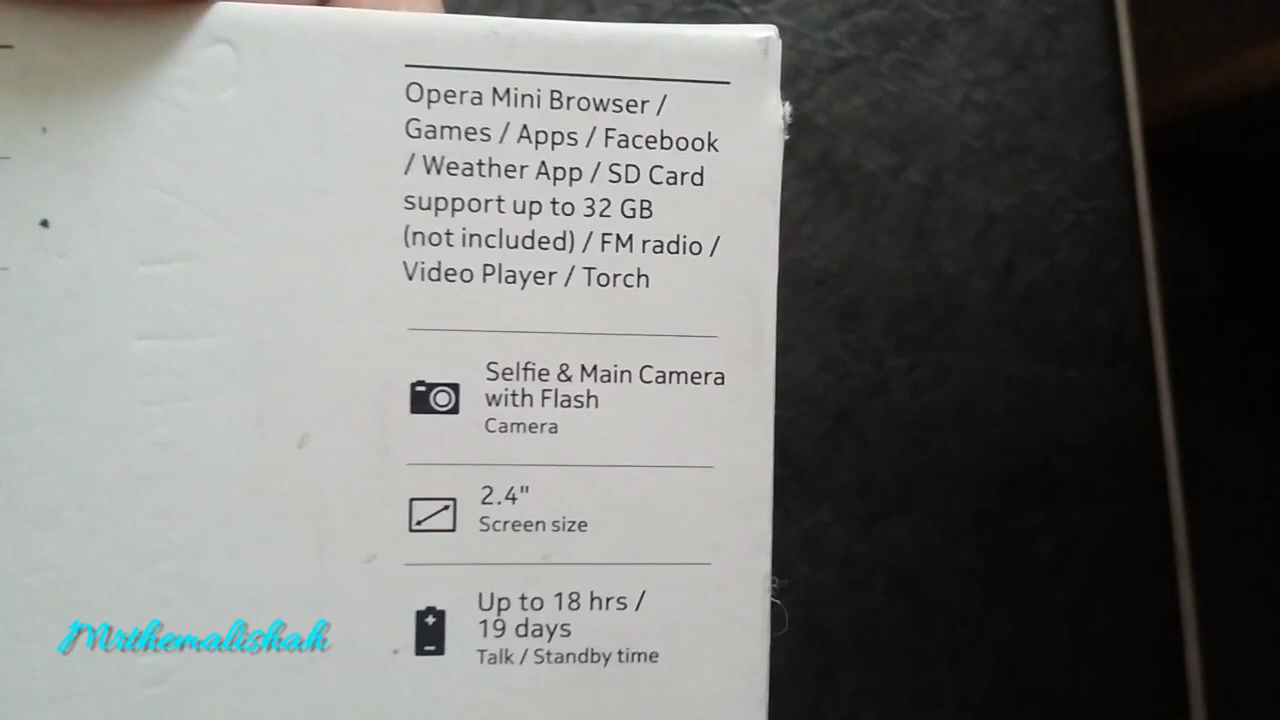 Opera Mini Browser /
Games / Apps / Facebook
/ Weather App / SD Card
support up to 32 GB
(not included) / FM radio /
Video Player / Torch
Selfie & Main Camera
with Flash
Camera
2.4"
Screen size
Up to 18 hrs /
19 days
Talk / Standby time
Mrthemalishah